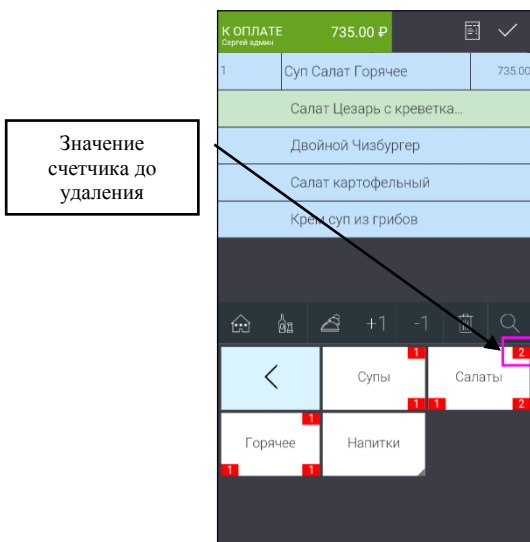 К ОПЛАТЕ 735.00 ₽
Сергей админ
1 Суп Салат Горячее 735.00
Салат Цезарь с креветка...
Двойной Чизбургер
Салат картофельный
Крем суп из грибов
Значение
счетчика до
удаления
+1 -1
1 2
Супы Салаты
1 1 2
1
Горячее Напитки
1 1